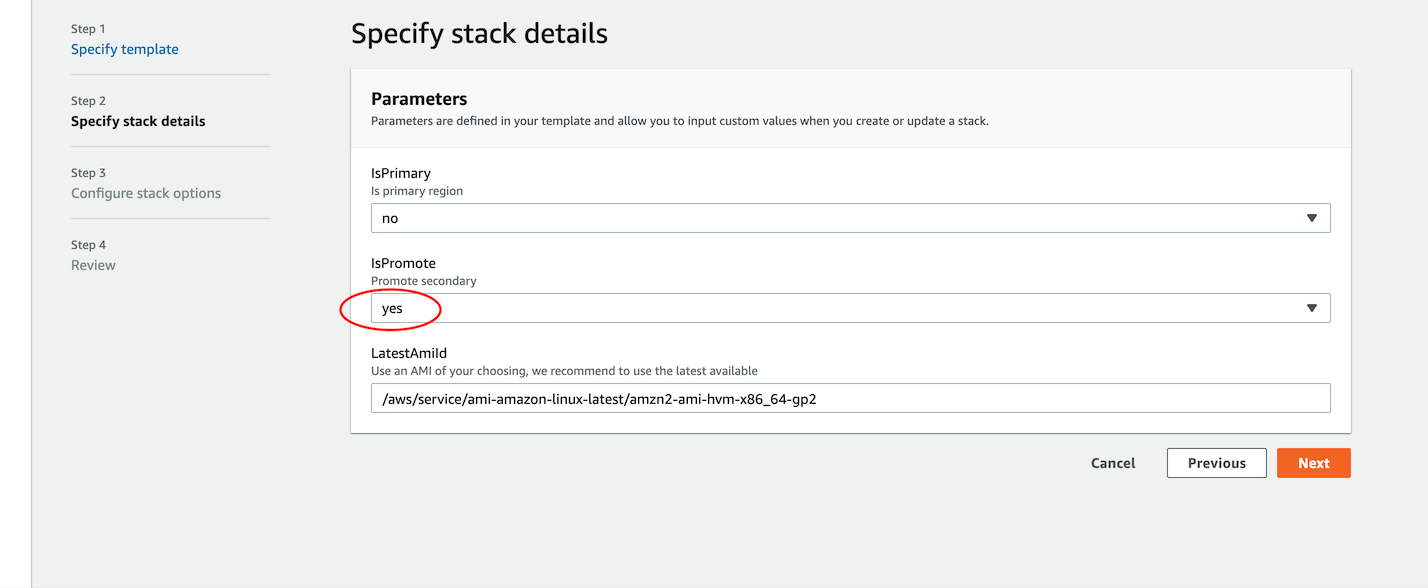 Step 1
Specify template
Step 2
Specify stack details
Step 3
Configure stack options
Step 4
Review
Specify stack details
Parameters
Parameters are defined in your template and allow you to input custom values when you create or update a stack.
IsPrimary
Is primary region
no
IsPromote
Promote secondary
yes
LatestAmiId
Use an AMI of your choosing, we recommend to use the latest available
/aws/service/ami-amazon-linux-latest/amzn2-ami-hvm-x86_64-gp2
Cancel
Previous
Next